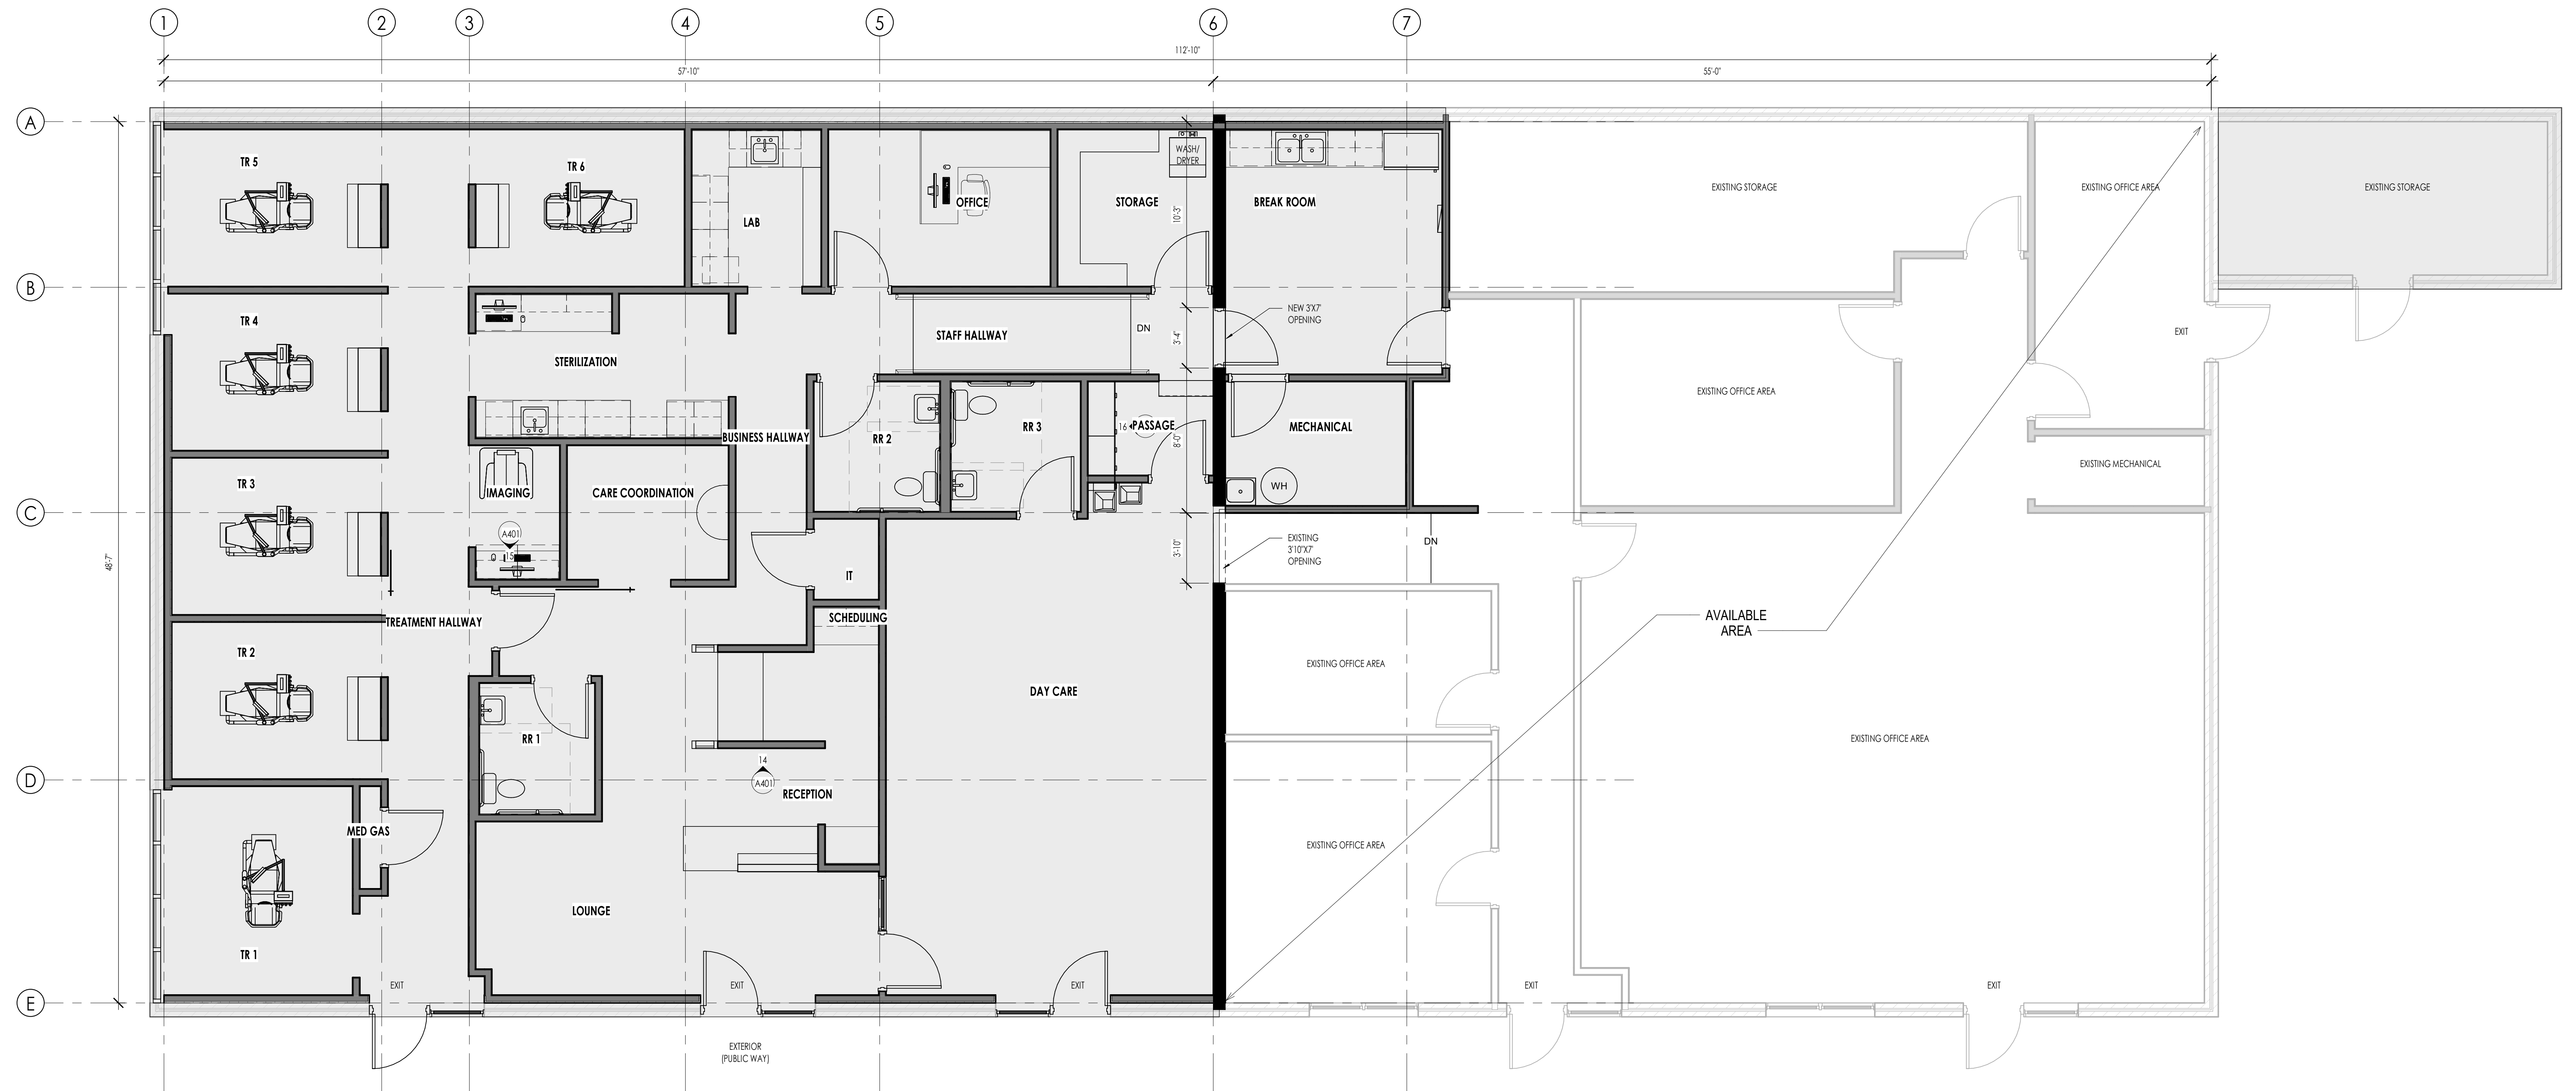 1
2
3
4
5
6
7
112'-10"
57'-10"
55'-0"
A
B
C
D
E
48'-7"
TR 5
TR 6
LAB
OFFICE
STORAGE
WASH/
DRYER
10'-3"
BREAK ROOM
EXISTING STORAGE
EXISTING OFFICE AREA
EXISTING STORAGE
TR 4
STERILIZATION
STAFF HALLWAY
DN
3'-4"
NEW 3'X7'
OPENING
EXIT
EXISTING OFFICE AREA
BUSINESS HALLWAY
RR 2
RR 3
16
PASSAGE
8'-0"
MECHANICAL
WH
EXISTING MECHANICAL
TR 3
IMAGING
A401
15
CARE COORDINATION
IT
3'-10"
EXISTING
3'10"X7'
OPENING
DN
TREATMENT HALLWAY
SCHEDULING
AVAILABLE
AREA
TR 2
RR 1
DAY CARE
EXISTING OFFICE AREA
EXISTING OFFICE AREA
14
A401
RECEPTION
MED GAS
EXISTING OFFICE AREA
LOUNGE
TR 1
EXIT
EXIT
EXIT
EXIT
EXIT
EXTERIOR
(PUBLIC WAY)